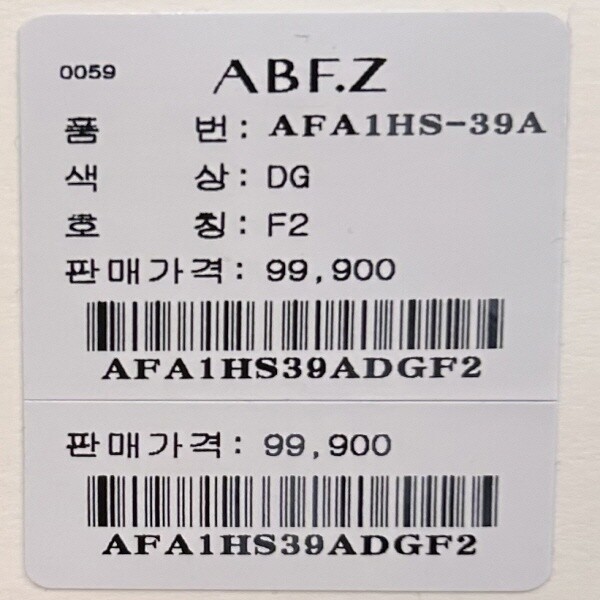 0059 ABF.Z
품 번: AFA1HS-39A
색 상: DG
호 칭: F2
판매가격: 99,900
AFA1HS39ADGF2
판매가격: 99,900
AFA1HS39ADGF2